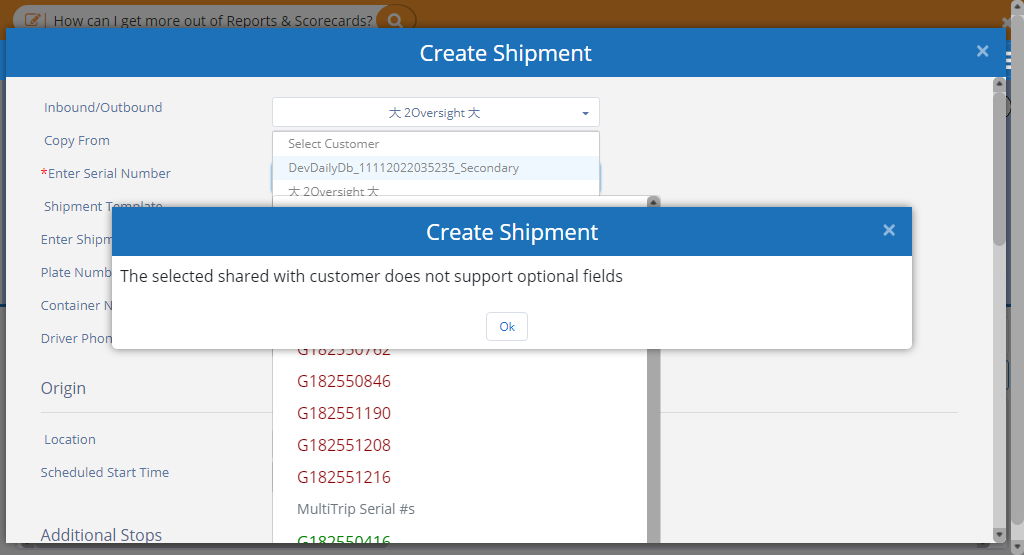 How can I get more out of Reports & Scorecards?
Create Shipment
Inbound/Outbound
大 2Oversight 大
Copy From
Select Customer
DevDailyDb_11112022035235_Secondary
*Enter Serial Number
大 2Oversight 大
Shipment Template
Create Shipment
Enter Shipm
The selected shared with customer does not support optional fields
Plate Numb
Container N
Ok
Driver Phon
G182550762
G182550846
Origin
G182551190
Location
G182551208
Scheduled Start Time
G182551216
MultiTrip Serial #s
Additional Stops
G182550416